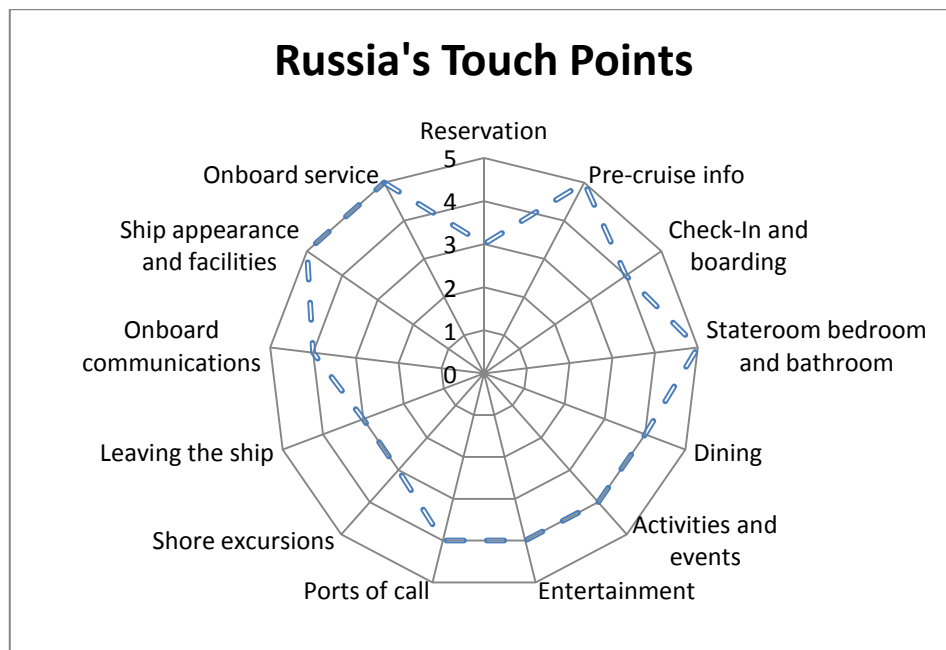 Russia's Touch Points
Reservation
Pre-cruise info
Check-In and
boarding
Stateroom bedroom
and bathroom
Dining
Activities and
events
Entertainment
Ports of call
Shore excursions
Leaving the ship
Onboard
communications
Ship appearance
and facilities
Onboard service
5
4
3
2
1
0